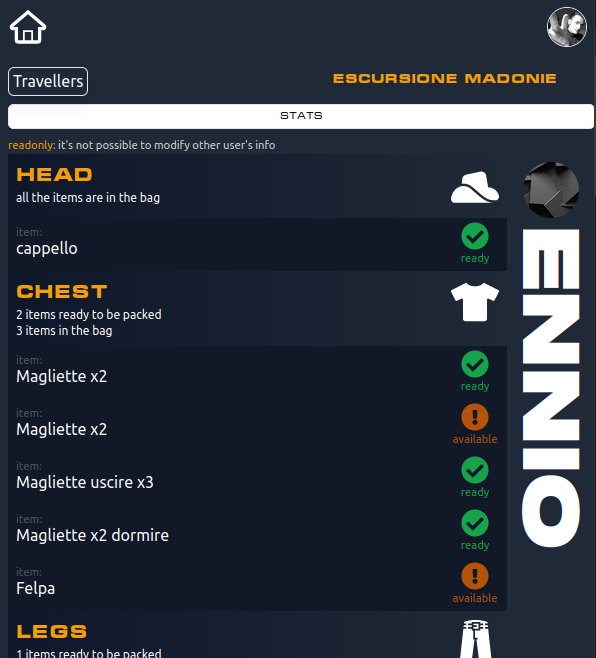 Travellers
ESCURSIONE MADONIE
STATS
readonly: it's not possible to modify other user's info
HEAD
all the items are in the bag
item:
cappello
ready
CHEST
2 items ready to be packed
3 items in the bag
item:
Magliette x2
ready
item:
Magliette x2
available
item:
Magliette uscire x3
ready
item:
Magliette x2 dormire
ready
item:
Felpa
available
LEGS
1 items ready to be packed
ENNIO